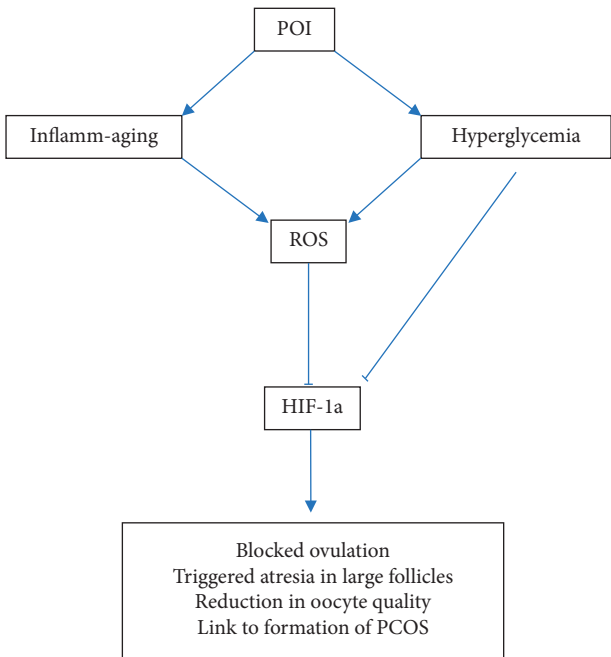 POI
Inflamm-aging
Hyperglycemia
ROS
HIF-1a
Blocked ovulation
Triggered atresia in large follicles
Reduction in oocyte quality
Link to formation of PCOS